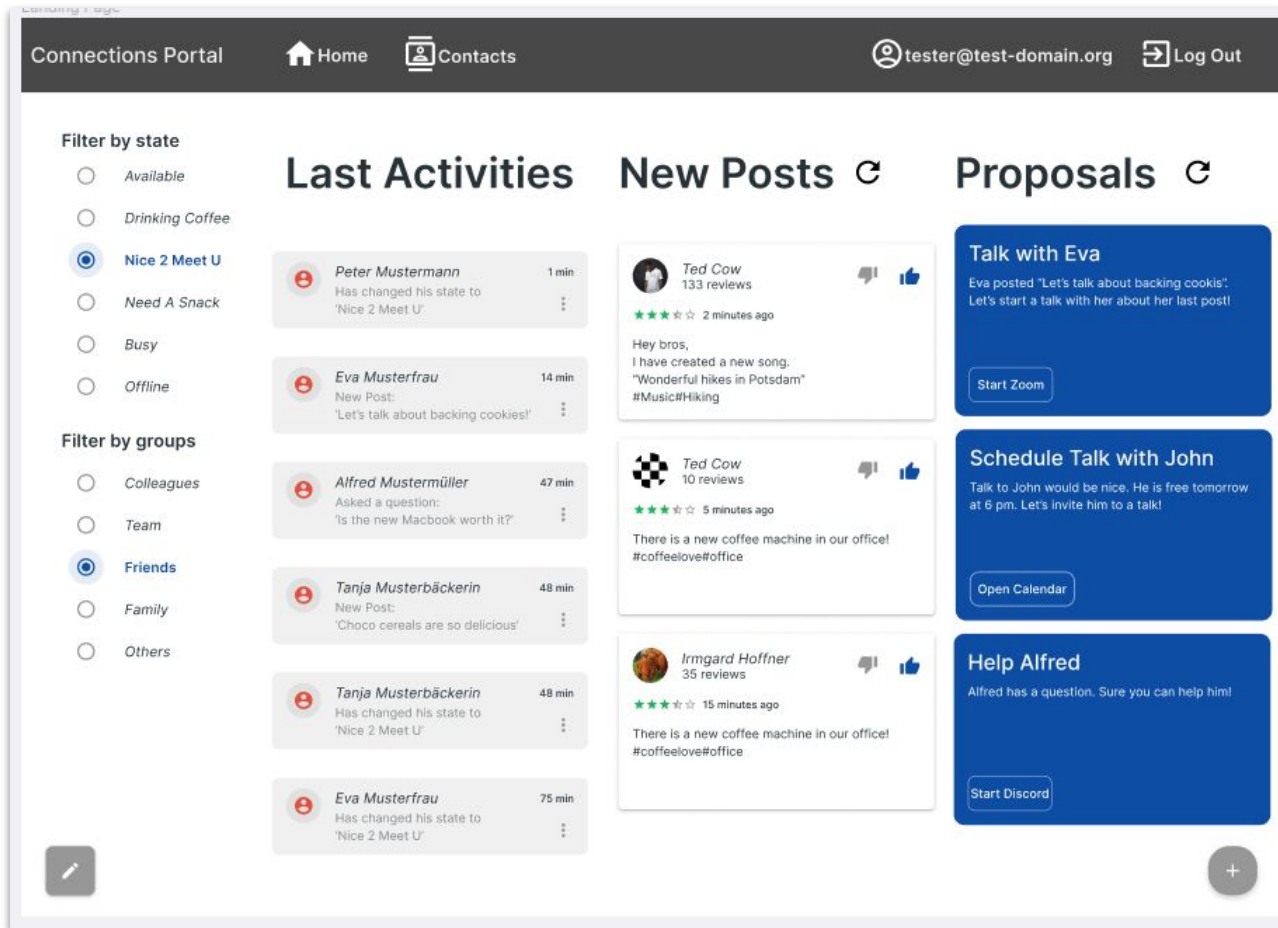 Landing Page
Connections Portal
Home
Contacts
tester@test-domain.org
Log Out
Filter by state
Available
Drinking Coffee
Nice 2 Meet U
Need A Snack
Busy
Offline
Filter by groups
Colleagues
Team
Friends
Family
Others
Last Activities
Peter Mustermann
1 min
Has changed his state to
'Nice 2 Meet U'
Eva Musterfrau
14 min
New Post:
'Let's talk about backing cookies!'
Alfred Mustermüller
47 min
Asked a question:
'Is the new Macbook worth it?'
Tanja Musterbäckerin
48 min
New Post:
'Choco cereals are so delicious'
Tanja Musterbäckerin
48 min
Has changed his state to
'Nice 2 Meet U'
Eva Musterfrau
75 min
Has changed his state to
'Nice 2 Meet U'
New Posts
Ted Cow
133 reviews
2 minutes ago
Hey bros,
I have created a new song.
"Wonderful hikes in Potsdam"
#Music#Hiking
Ted Cow
10 reviews
5 minutes ago
There is a new coffee machine in our office!
#coffeelove#office
Irmgard Hoffner
35 reviews
15 minutes ago
There is a new coffee machine in our office!
#coffeelove#office
Proposals
Talk with Eva
Eva posted "Let's talk about backing cookis".
Let's start a talk with her about her last post!
Start Zoom
Schedule Talk with John
Talk to John would be nice. He is free tomorrow
at 6 pm. Let's invite him to a talk!
Open Calendar
Help Alfred
Alfred has a question. Sure you can help him!
Start Discord